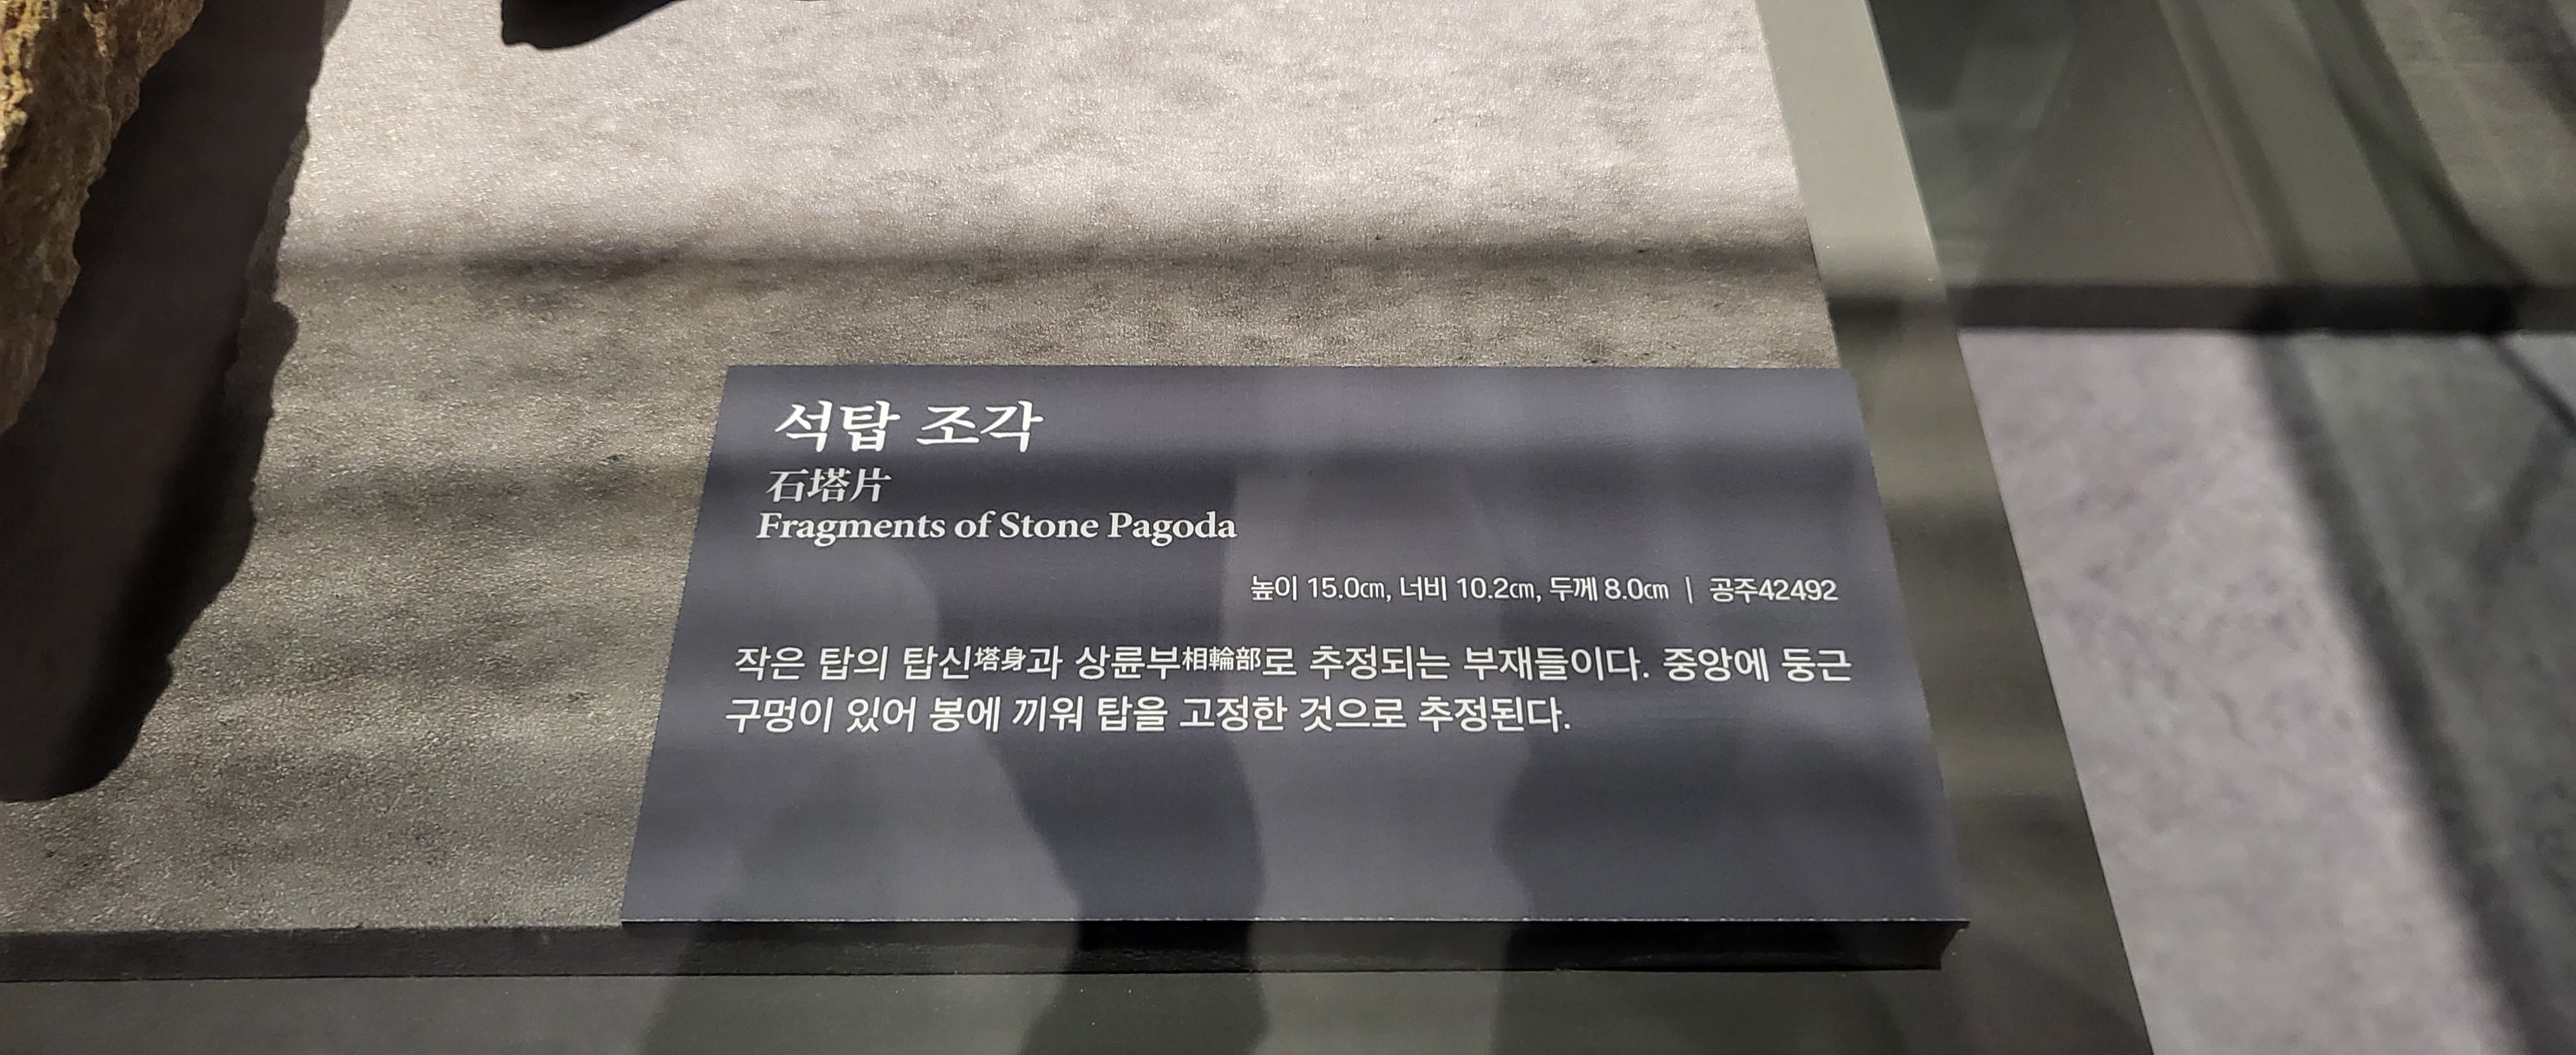 석탑 조각
石塔片
Fragments of Stone Pagoda
높이 15.0㎝, 너비 10.2㎝, 두께 8.0㎝ | 공주42492
작은 탑의 탑신塔身과 상륜부相輪部로 추정되는 부재들이다. 중앙에 둥근
구멍이 있어 봉에 끼워 탑을 고정한 것으로 추정된다.